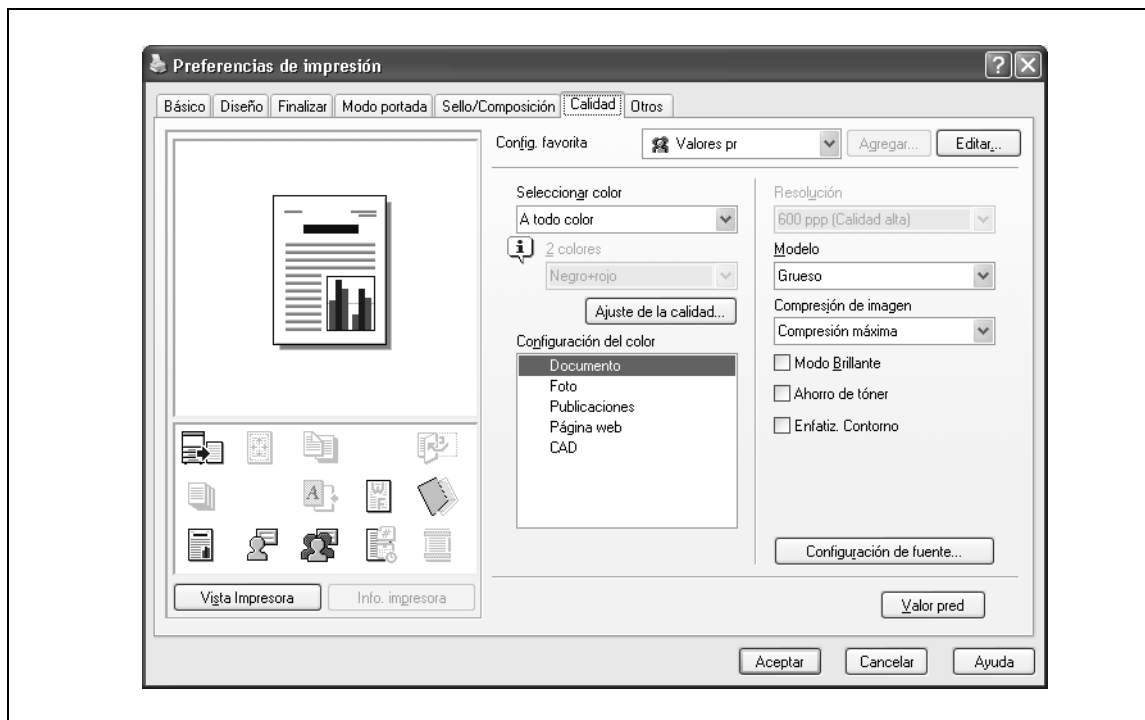 Preferencias de impresión
Básico Diseño Finalizar Modo portada Sello/Composición Calidad Otros
Config. favorita Valores pr Agregar... Editar...
Seleccionar color
A todo color
2 colores
Negro+rojo
Ajuste de la calidad...
Configuración del color
Documento
Foto
Publicaciones
Página web
CAD
Resolución
600 ppp (Calidad alta)
Modelo
Grueso
Compresión de imagen
Compresión máxima
Modo Brillante
Ahorro de tóner
Enfatiz. Contorno
Configuración de fuente...
Vista Impresora Info. impresora
Valor pred
Aceptar Cancelar Ayuda